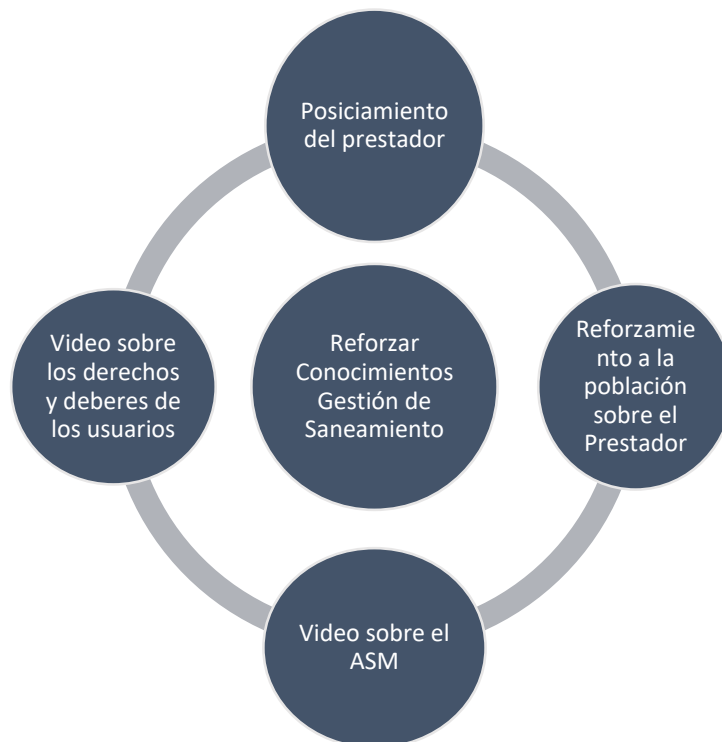 Posiciamiento
del prestador
Video sobre
los derechos
y deberes de
los usuarios
Reforzar
Conocimientos
Gestión de
Saneamiento
Reforzamie
nto a la
población
sobre el
Prestador
Video sobre el
ASM